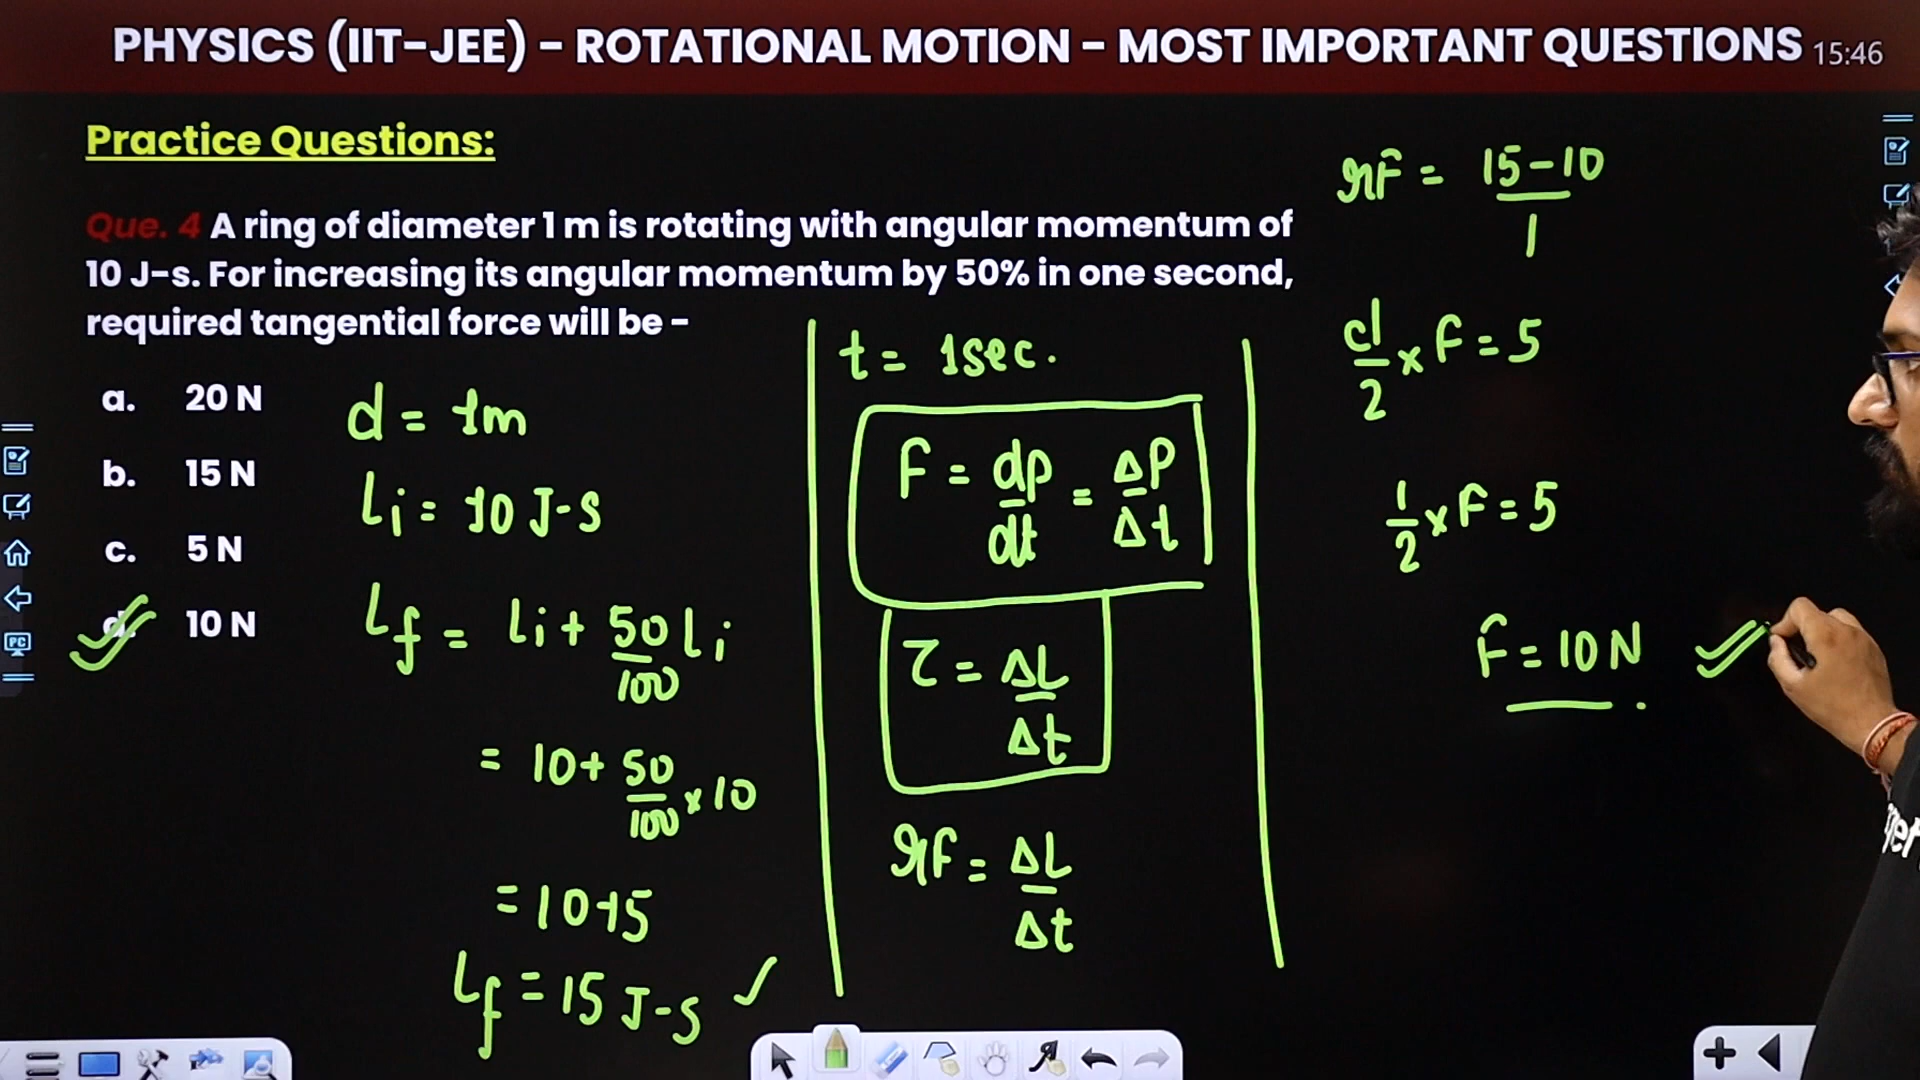 PHYSICS (IIT-JEE) - ROTATIONAL MOTION - MOST IMPORTANT QUESTIONS 15:46
Practice Questions:
Que. 4 A ring of diameter 1 m is rotating with angular momentum of
10 J-s. For increasing its angular momentum by 50% in one second,
required tangential force will be -
a. 20 N
b. 15 N
c. 5 N
d. 10 N
d = 1m
Li = 10 J-s
Lf = Li + 50/100 Li
= 10 + 50/100 × 10
= 10+5
Lf = 15 J-s ✓
t = 1sec.
F = dp/dt = ΔP/Δt
τ = ΔL/Δt
rF = ΔL/Δt
rF = 15-10/1
d/2 × F = 5
1/2 × F = 5
F = 10 N
PC